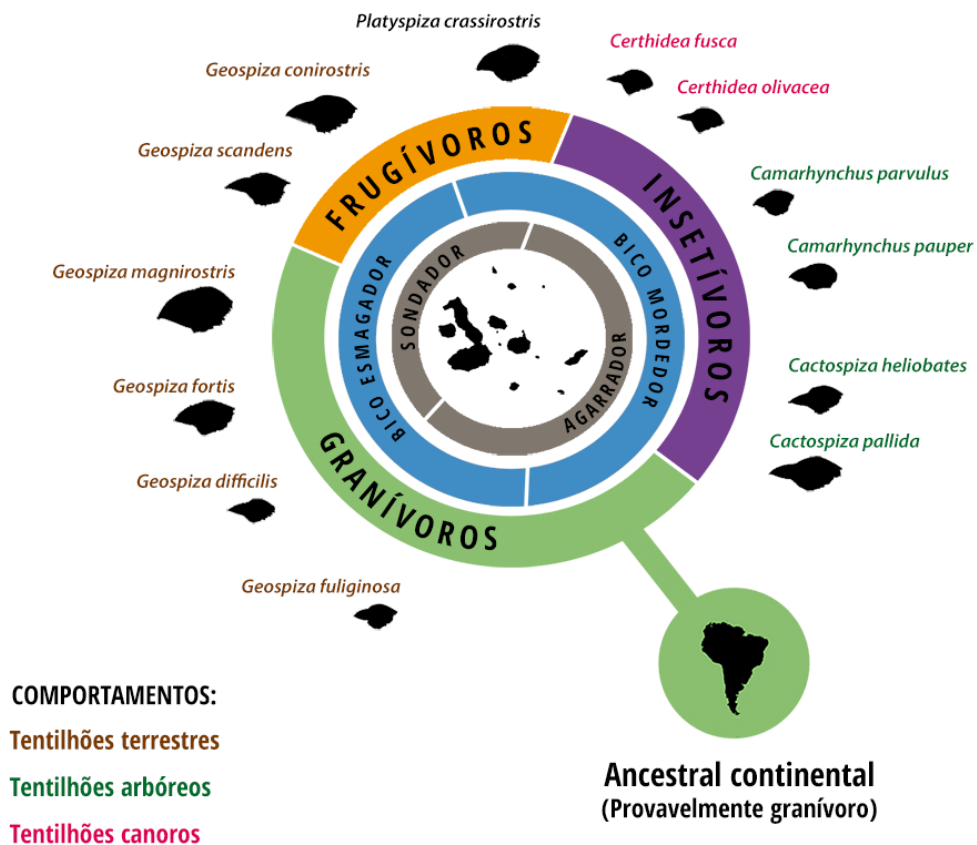 Platyspiza crassirostris
Certhidea fusca
Geospiza conirostris
Certhidea olivacea
Geospiza scandens
Camarhynchus parvulus
Camarhynchus pauper
Geospiza magnirostris
Cactospiza heliobates
Geospiza fortis
Cactospiza pallida
Geospiza difficilis
Geospiza fuliginosa
FRUGÍVOROS
INSETÍVOROS
GRANÍVOROS
BICO ESMAGADOR
BICO MORDEDOR
SONDADOR
AGARRADOR
COMPORTAMENTOS:
Tentilhões terrestres
Tentilhões arbóreos
Tentilhões canoros
Ancestral continental
(Provavelmente granívoro)